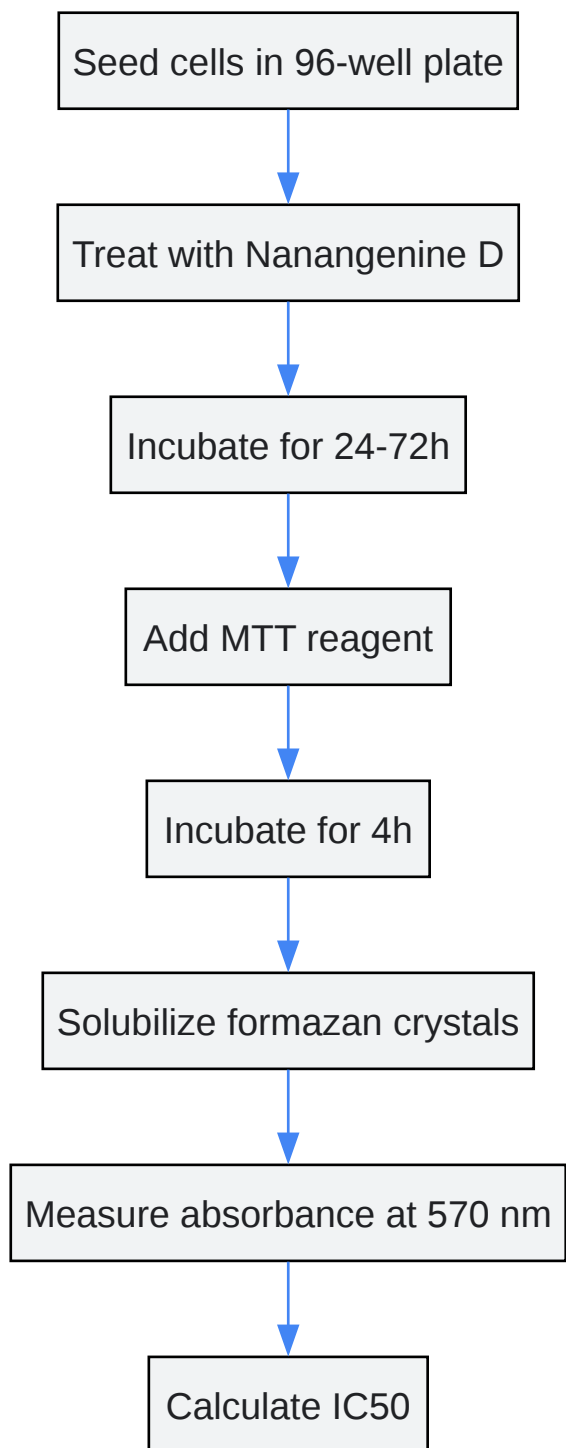 Seed cells in 96-well plate
Treat with Nanangenine D
Incubate for 24-72h
Add MTT reagent
Incubate for 4h
Solubilize formazan crystals
Measure absorbance at 570 nm
Calculate IC50